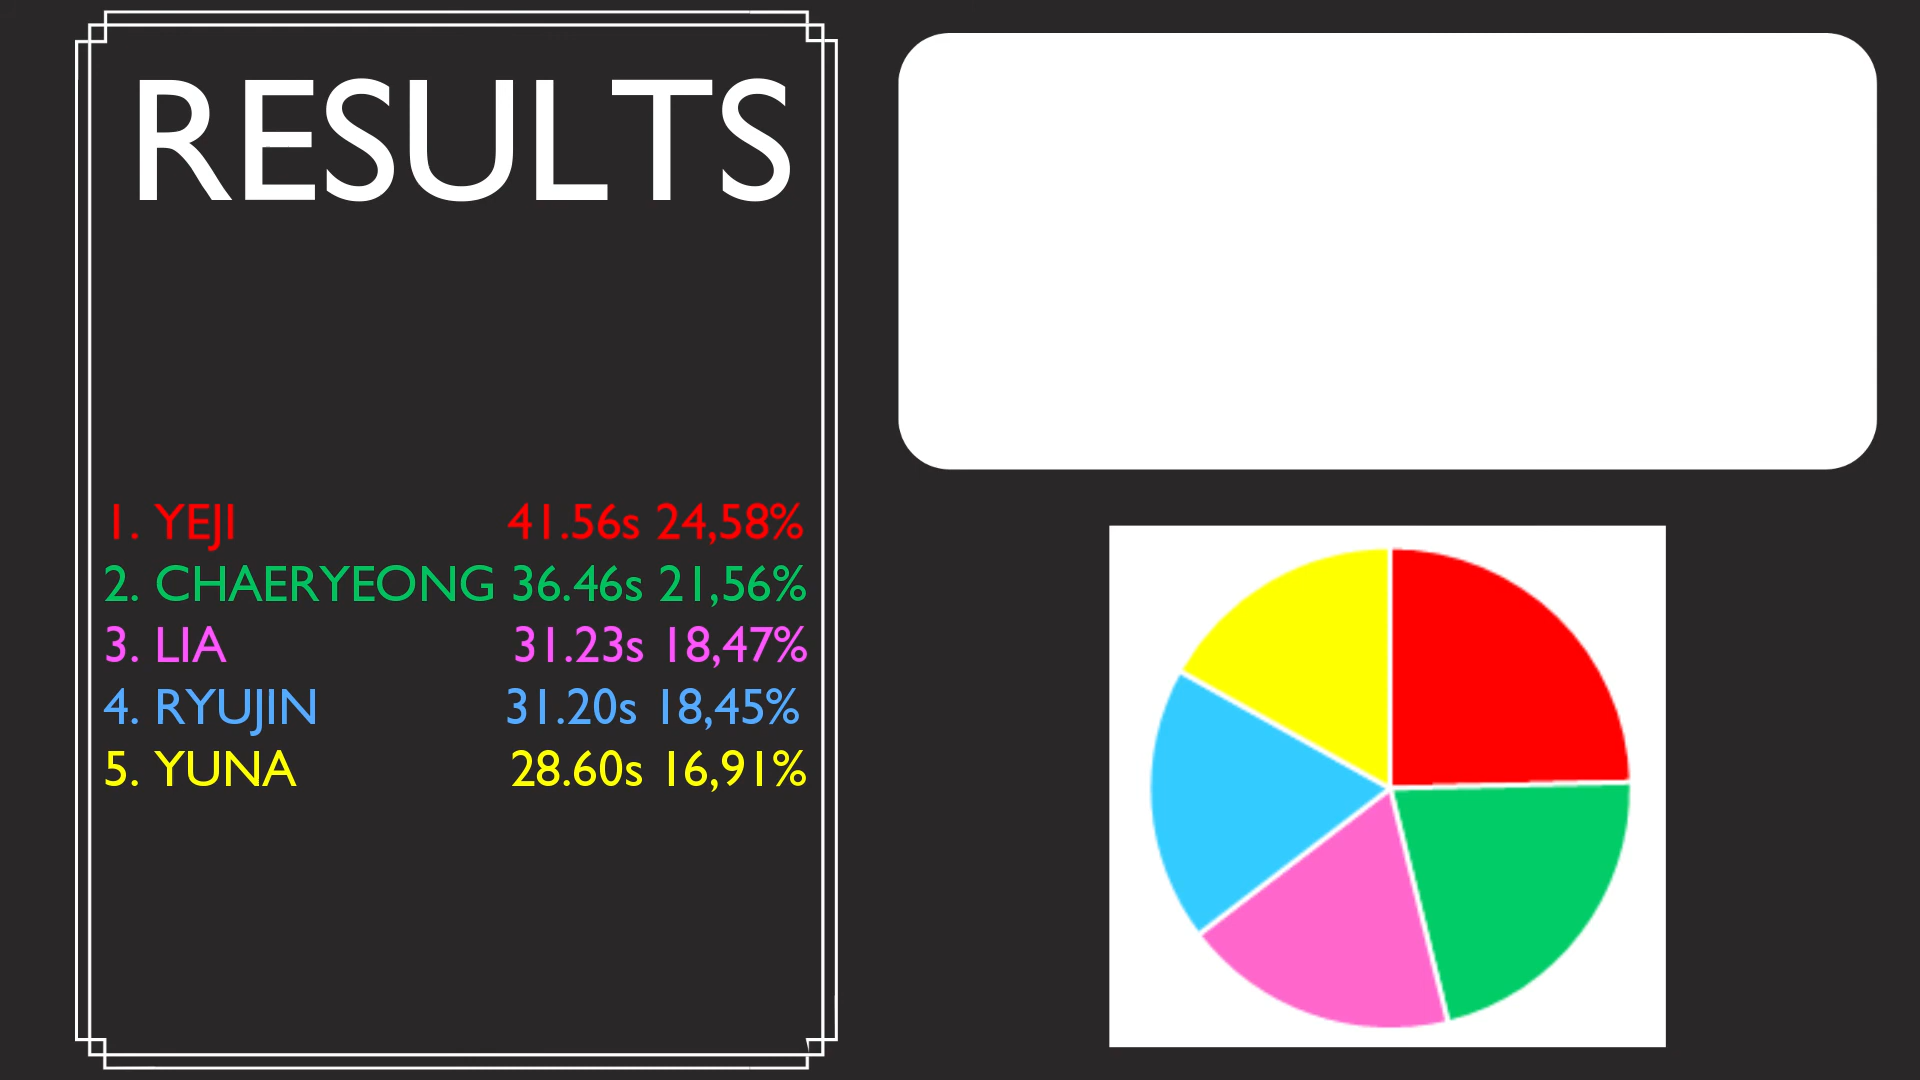 RESULTS
1. YEJI 41.56s 24,58%
2. CHAERYEONG 36.46s 21,56%
3. LIA 31.23s 18,47%
4. RYUJIN 31.20s 18,45%
5. YUNA 28.60s 16,91%